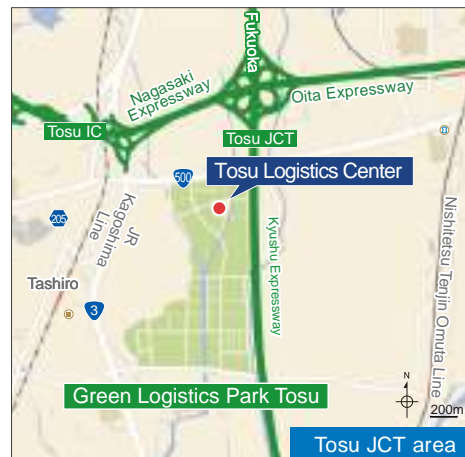 Fukuoka
Nagasaki
Expressway
Oita Expressway
Tosu IC
Tosu JCT
500
Tosu Logistics Center
205
JR
Kagoshima
Line
Kyushu Expressway
Nishitetsu Tenjin Omuta Line
Tashiro
3
Green Logistics Park Tosu
N
200m
Tosu JCT area